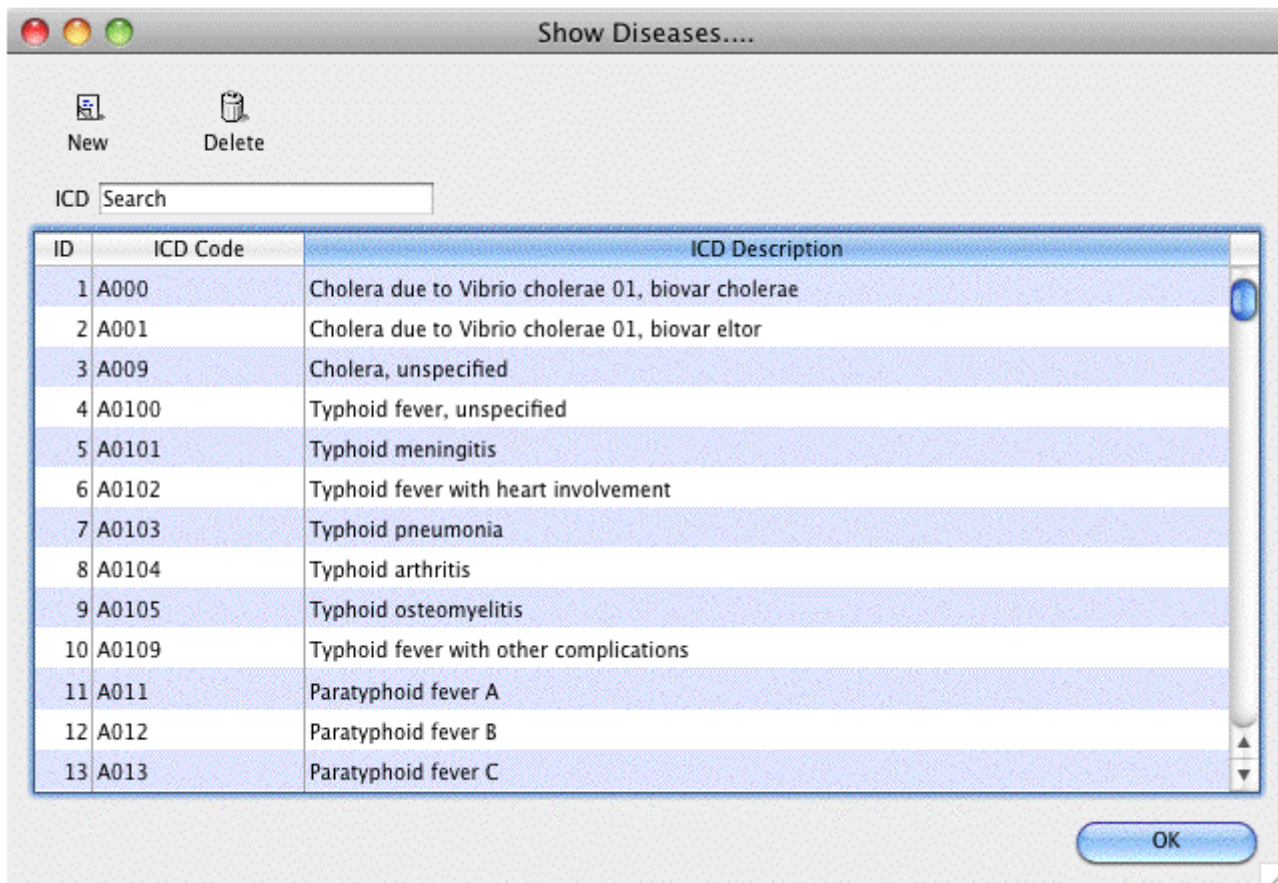 Show Diseases....
New Delete
ICD Search
ID ICD Code ICD Description
1 A000 Cholera due to Vibrio cholerae 01, biovar cholerae
2 A001 Cholera due to Vibrio cholerae 01, biovar eltor
3 A009 Cholera, unspecified
4 A0100 Typhoid fever, unspecified
5 A0101 Typhoid meningitis
6 A0102 Typhoid fever with heart involvement
7 A0103 Typhoid pneumonia
8 A0104 Typhoid arthritis
9 A0105 Typhoid osteomyelitis
10 A0109 Typhoid fever with other complications
11 A011 Paratyphoid fever A
12 A012 Paratyphoid fever B
13 A013 Paratyphoid fever C
OK